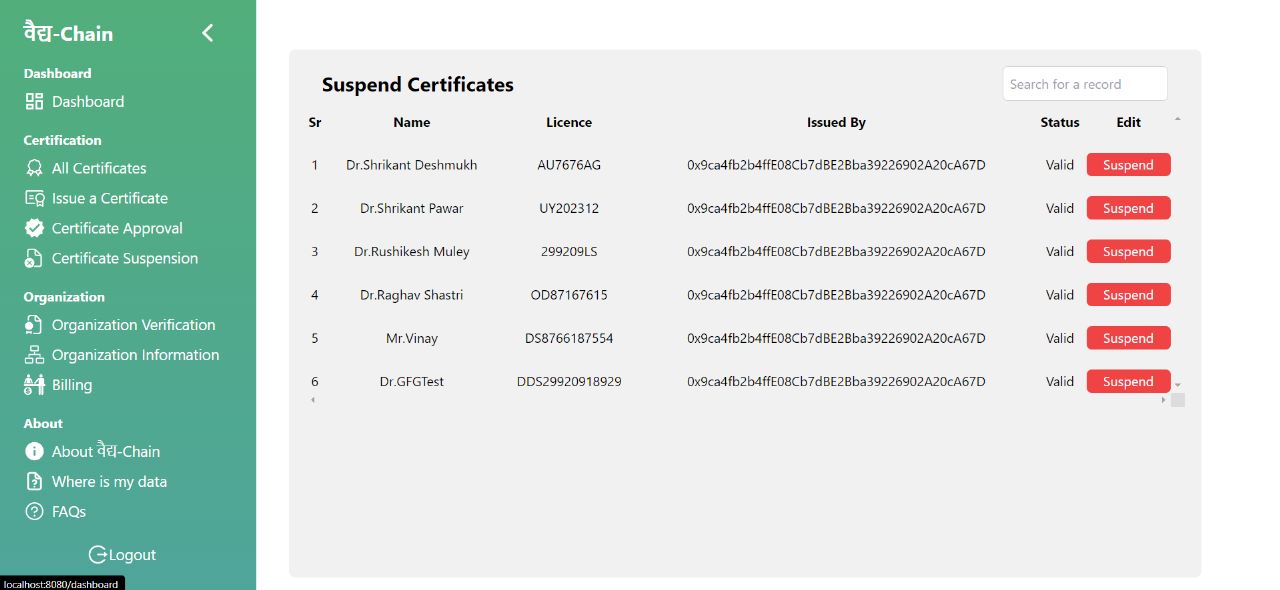 वैद्य-Chain
Dashboard
Dashboard
Certification
All Certificates
Issue a Certificate
Certificate Approval
Certificate Suspension
Organization
Organization Verification
Organization Information
Billing
About
About वैद्य-Chain
Where is my data
FAQs
Logout
localhost:8080/dashboard
Suspend Certificates
Search for a record
Sr Name Licence Issued By Status Edit
1 Dr.Shrikant Deshmukh AU7676AG 0x9ca4fb2b4ffE08Cb7dBE2Bba39226902A20cA67D Valid Suspend
2 Dr.Shrikant Pawar UY202312 0x9ca4fb2b4ffE08Cb7dBE2Bba39226902A20cA67D Valid Suspend
3 Dr.Rushikesh Muley 299209LS 0x9ca4fb2b4ffE08Cb7dBE2Bba39226902A20cA67D Valid Suspend
4 Dr.Raghav Shastri OD87167615 0x9ca4fb2b4ffE08Cb7dBE2Bba39226902A20cA67D Valid Suspend
5 Mr.Vinay DS8766187554 0x9ca4fb2b4ffE08Cb7dBE2Bba39226902A20cA67D Valid Suspend
6 Dr.GFGTest DDS29920918929 0x9ca4fb2b4ffE08Cb7dBE2Bba39226902A20cA67D Valid Suspend